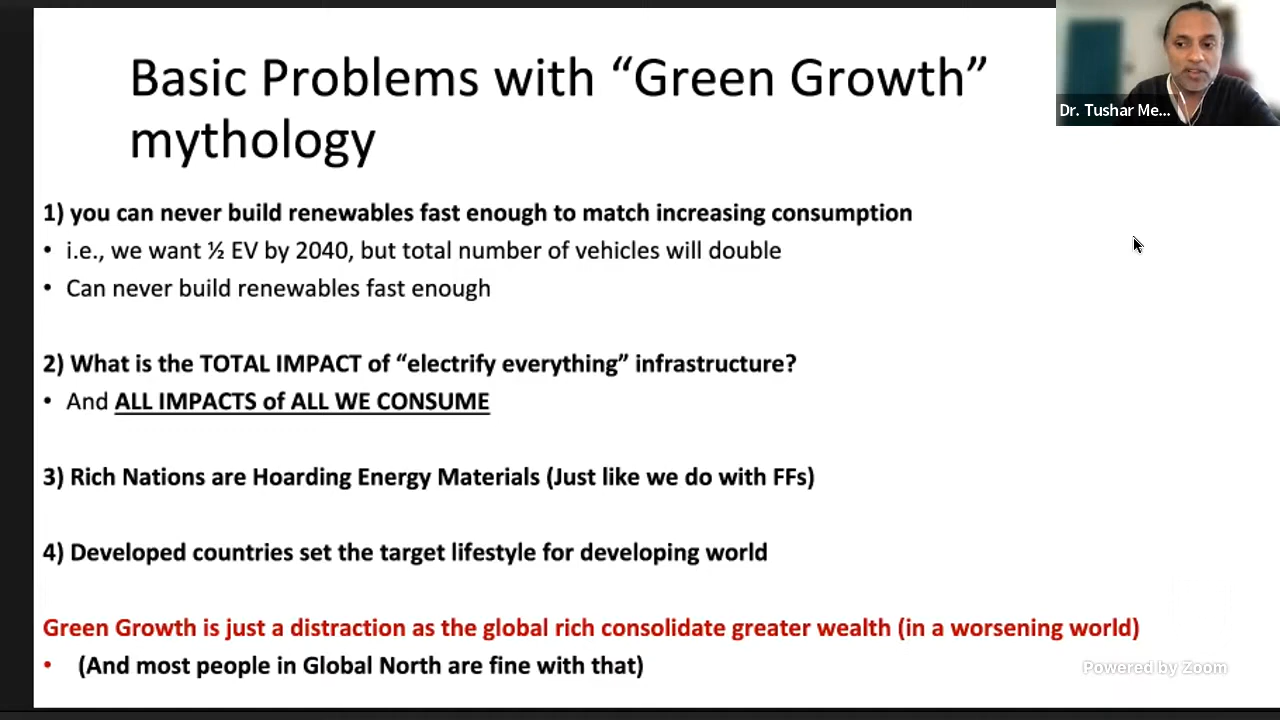 Basic Problems with “Green Growth”
mythology
Dr. Tushar Me...
1) you can never build renewables fast enough to match increasing consumption
• i.e., we want ½ EV by 2040, but total number of vehicles will double
• Can never build renewables fast enough
2) What is the TOTAL IMPACT of “electrify everything” infrastructure?
• And ALL IMPACTS of ALL WE CONSUME
3) Rich Nations are Hoarding Energy Materials (Just like we do with FFs)
4) Developed countries set the target lifestyle for developing world
Green Growth is just a distraction as the global rich consolidate greater wealth (in a worsening world)
• (And most people in Global North are fine with that)
Powered by Zoom